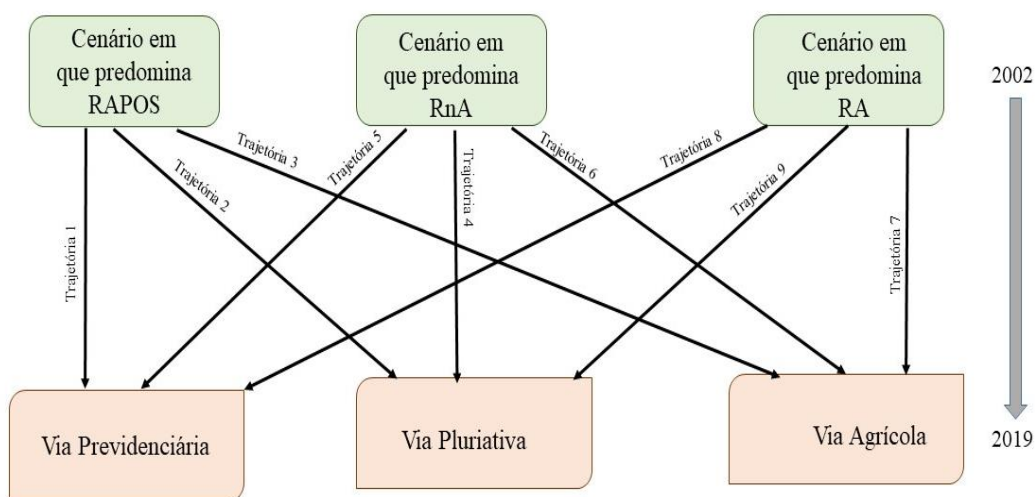 Cenário em
que predomina
RAPOS
Cenário em
que predomina
RnA
Cenário em
que predomina
RA
2002
Trajetória 1
Trajetória 2
Trajetória 3
Trajetória 5
Trajetória 4
Trajetória 6
Trajetória 8
Trajetória 9
Trajetória 7
Via Previdenciária
Via Pluriativa
Via Agrícola
2019